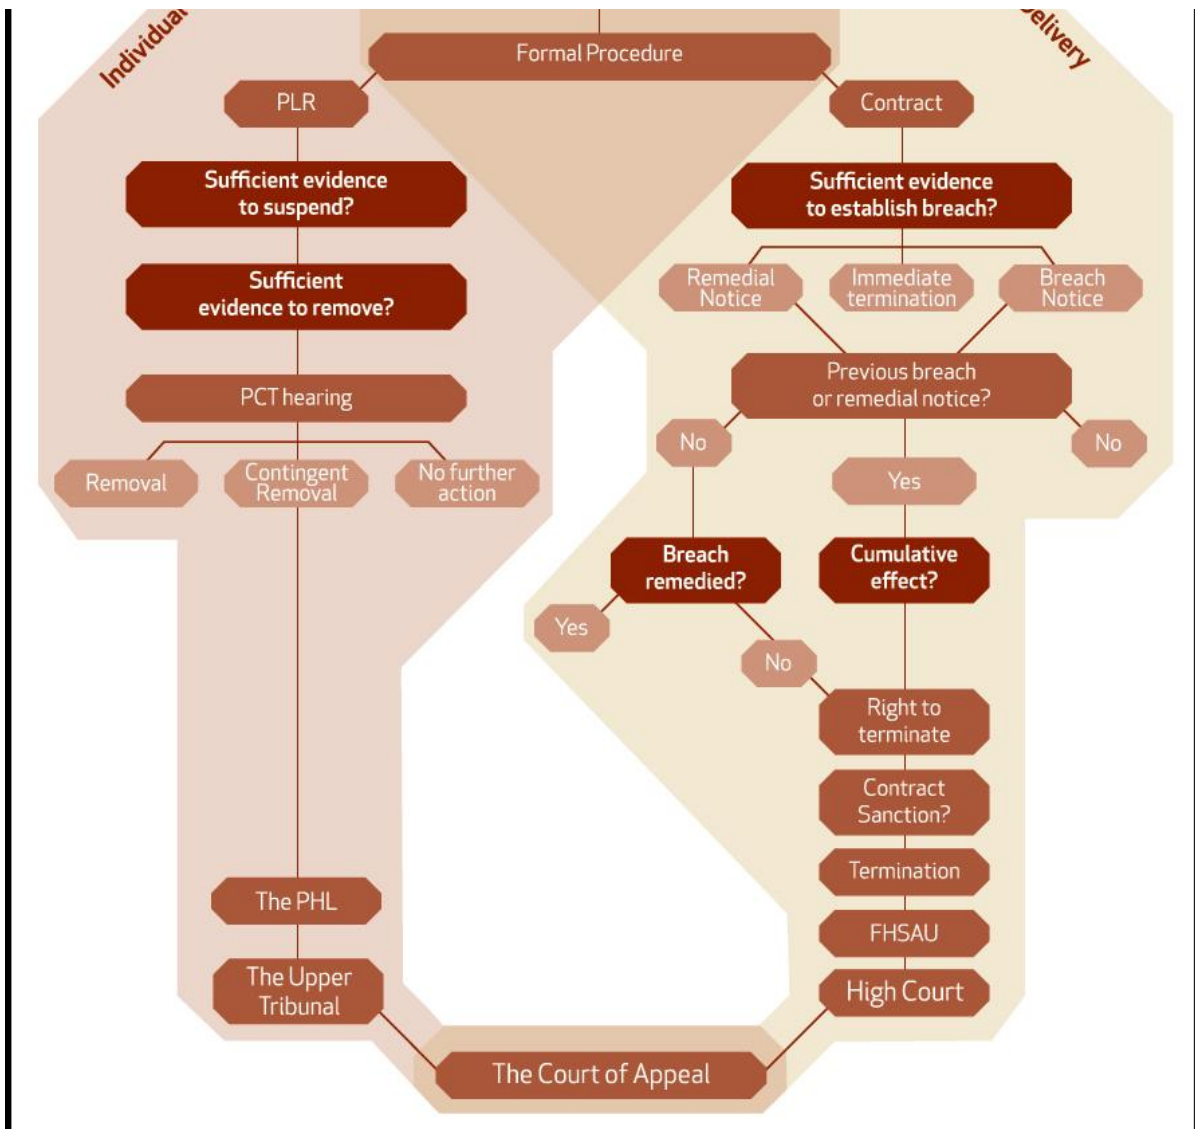 Individual
Delivery
Formal Procedure
PLR
Contract
Sufficient evidence
to suspend?
Sufficient evidence
to establish breach?
Sufficient
evidence to remove?
Remedial
Notice
Immediate
termination
Breach
Notice
PCT hearing
Previous breach
or remedial notice?
Removal
Contingent
Removal
No further
action
No
Yes
No
Breach
remedied?
Cumulative
effect?
Yes
No
Right to
terminate
Contract
Sanction?
Termination
The PHL
FHSAU
The Upper
Tribunal
High Court
The Court of Appeal